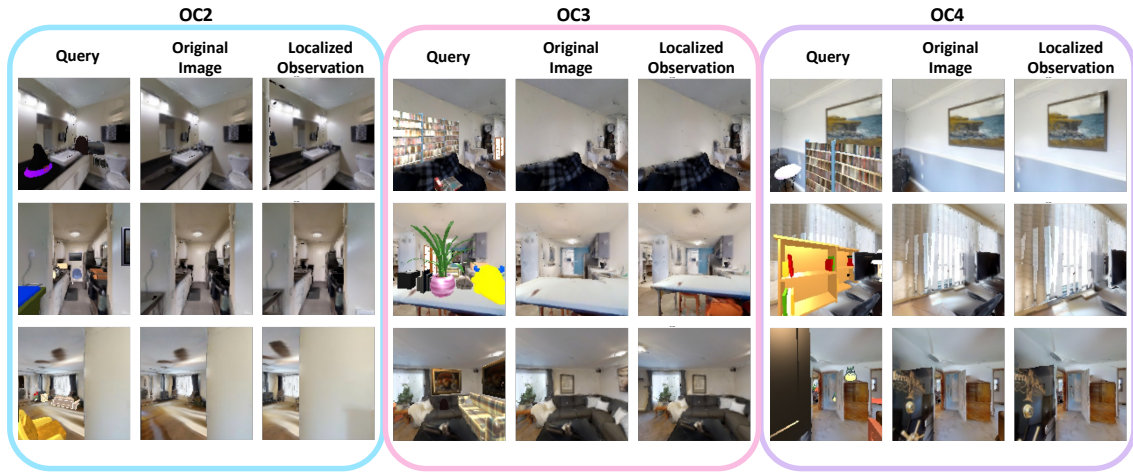 OC2
OC3
OC4
Query
Original
Image
Localized
Observation
Query
Original
Image
Localized
Observation
Query
Original
Image
Localized
Observation